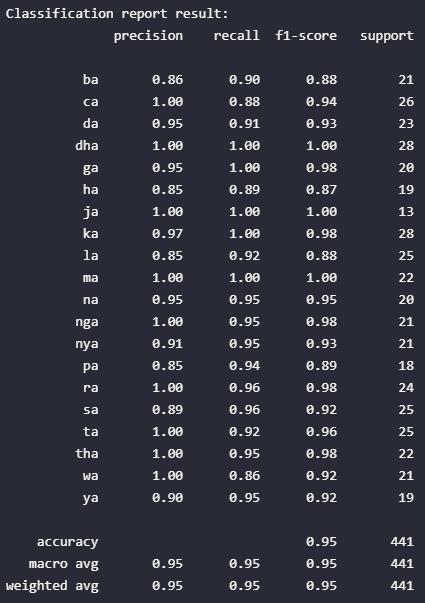 Classification report result:
precision recall f1-score support
ba 0.86 0.90 0.88 21
ca 1.00 0.88 0.94 26
da 0.95 0.91 0.93 23
dha 1.00 1.00 1.00 28
ga 0.95 1.00 0.98 20
ha 0.85 0.89 0.87 19
ja 1.00 1.00 1.00 13
ka 0.97 1.00 0.98 28
la 0.85 0.92 0.88 25
ma 1.00 1.00 1.00 22
na 0.95 0.95 0.95 20
nga 1.00 0.95 0.98 21
nya 0.91 0.95 0.93 21
pa 0.85 0.94 0.89 18
ra 1.00 0.96 0.98 24
sa 0.89 0.96 0.92 25
ta 1.00 0.92 0.96 25
tha 1.00 0.95 0.98 22
wa 1.00 0.86 0.92 21
ya 0.90 0.95 0.92 19
accuracy 0.95 441
macro avg 0.95 0.95 0.95 441
weighted avg 0.95 0.95 0.95 441